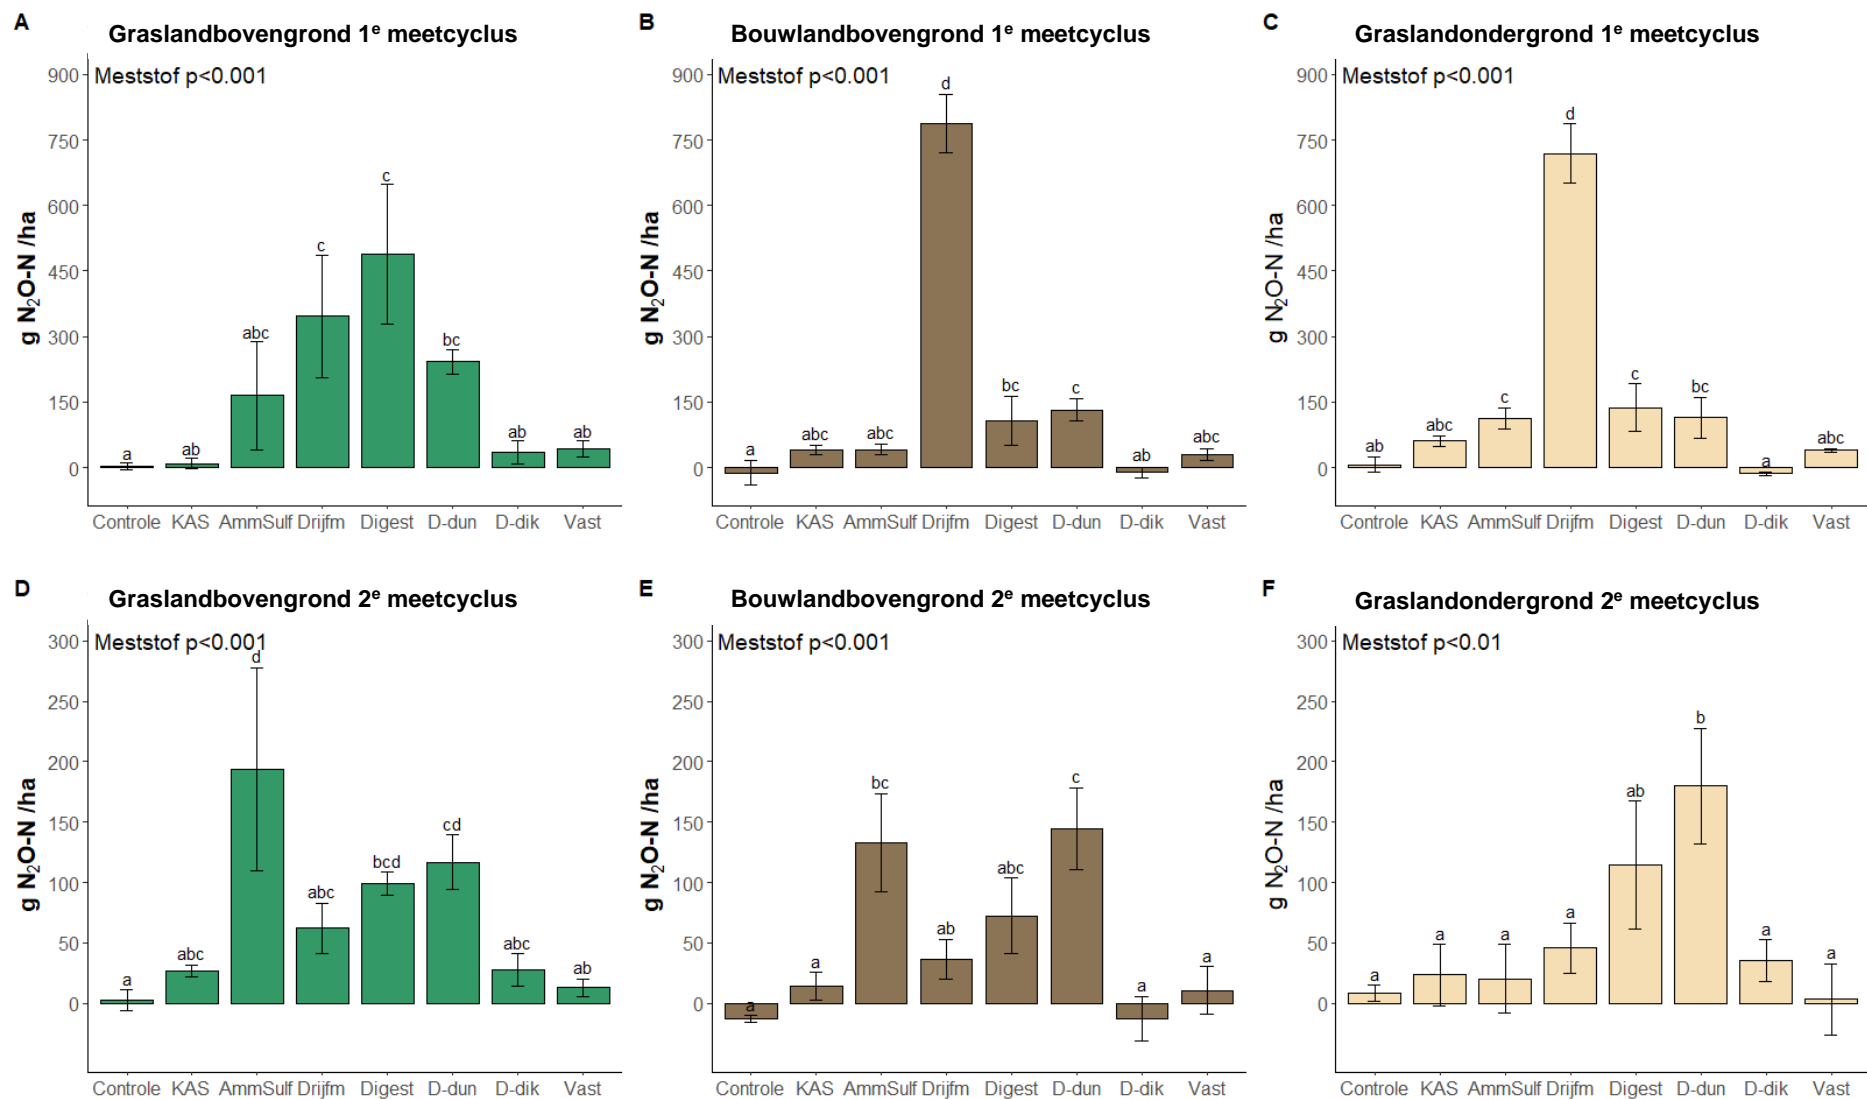 A
Graslandbovengrond 1e meetcyclus
Meststof p<0.001
g N2O-N /ha
900
750
600
450
300
150
0
a
ab
abc
c
c
bc
ab
ab
Controle KAS AmmSulf Drijfm Digest D-dun D-dik Vast
B
Bouwlandbovengrond 1e meetcyclus
Meststof p<0.001
g N2O-N /ha
900
750
600
450
300
150
0
a
abc
abc
d
bc
c
ab
abc
Controle KAS AmmSulf Drijfm Digest D-dun D-dik Vast
C
Graslandondergrond 1e meetcyclus
Meststof p<0.001
g N2O-N /ha
900
750
600
450
300
150
0
ab
abc
c
d
c
bc
a
abc
Controle KAS AmmSulf Drijfm Digest D-dun D-dik Vast
D
Graslandbovengrond 2e meetcyclus
Meststof p<0.001
g N2O-N /ha
300
250
200
150
100
50
0
a
abc
d
abc
bcd
cd
abc
ab
Controle KAS AmmSulf Drijfm Digest D-dun D-dik Vast
E
Bouwlandbovengrond 2e meetcyclus
Meststof p<0.001
g N2O-N /ha
300
250
200
150
100
50
0
a
a
bc
ab
abc
c
a
a
Controle KAS AmmSulf Drijfm Digest D-dun D-dik Vast
F
Graslandondergrond 2e meetcyclus
Meststof p<0.01
g N2O-N /ha
300
250
200
150
100
50
0
a
a
a
a
ab
b
a
a
Controle KAS AmmSulf Drijfm Digest D-dun D-dik Vast